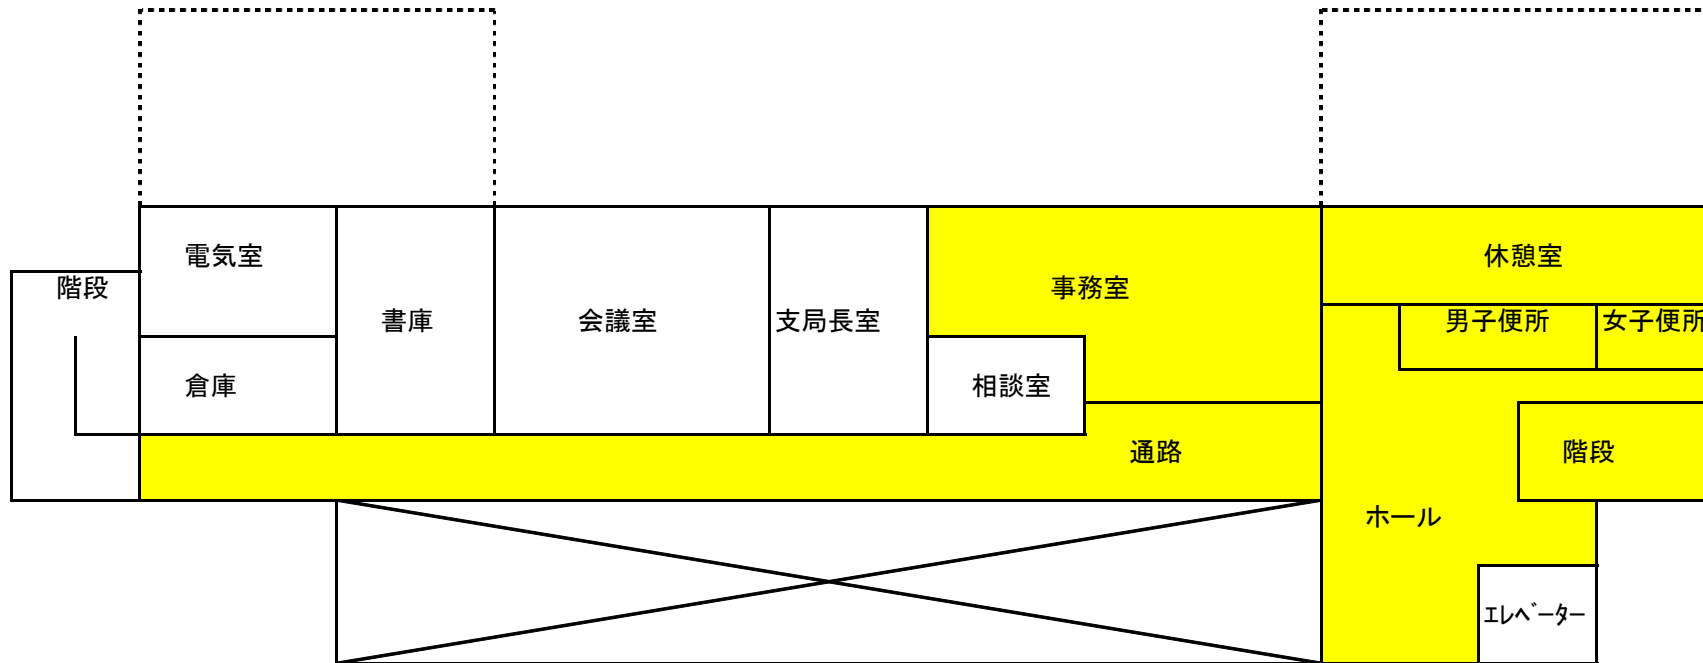 電気室
休憩室
階段
事務室
書庫
会議室
支局長室
男子便所
女子便所
倉庫
相談室
通路
階段
ホール
ｴﾚﾍﾞｰﾀｰ